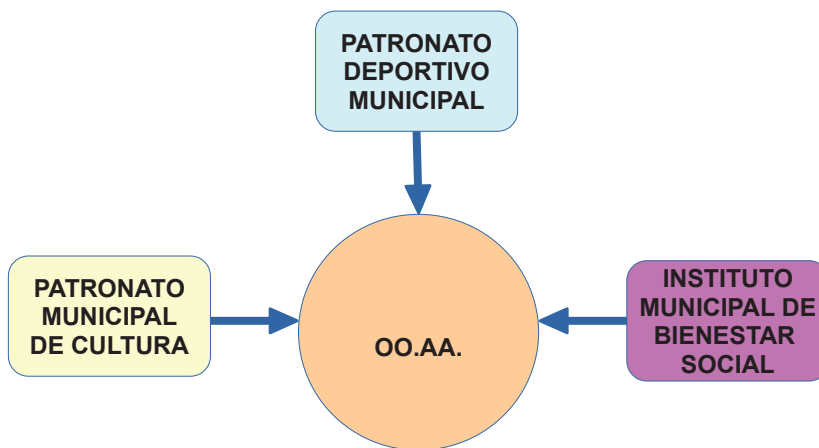 PATRONATO
DEPORTIVO
MUNICIPAL
PATRONATO
MUNICIPAL
DE CULTURA
OO.AA.
INSTITUTO
MUNICIPAL DE
BIENESTAR
SOCIAL